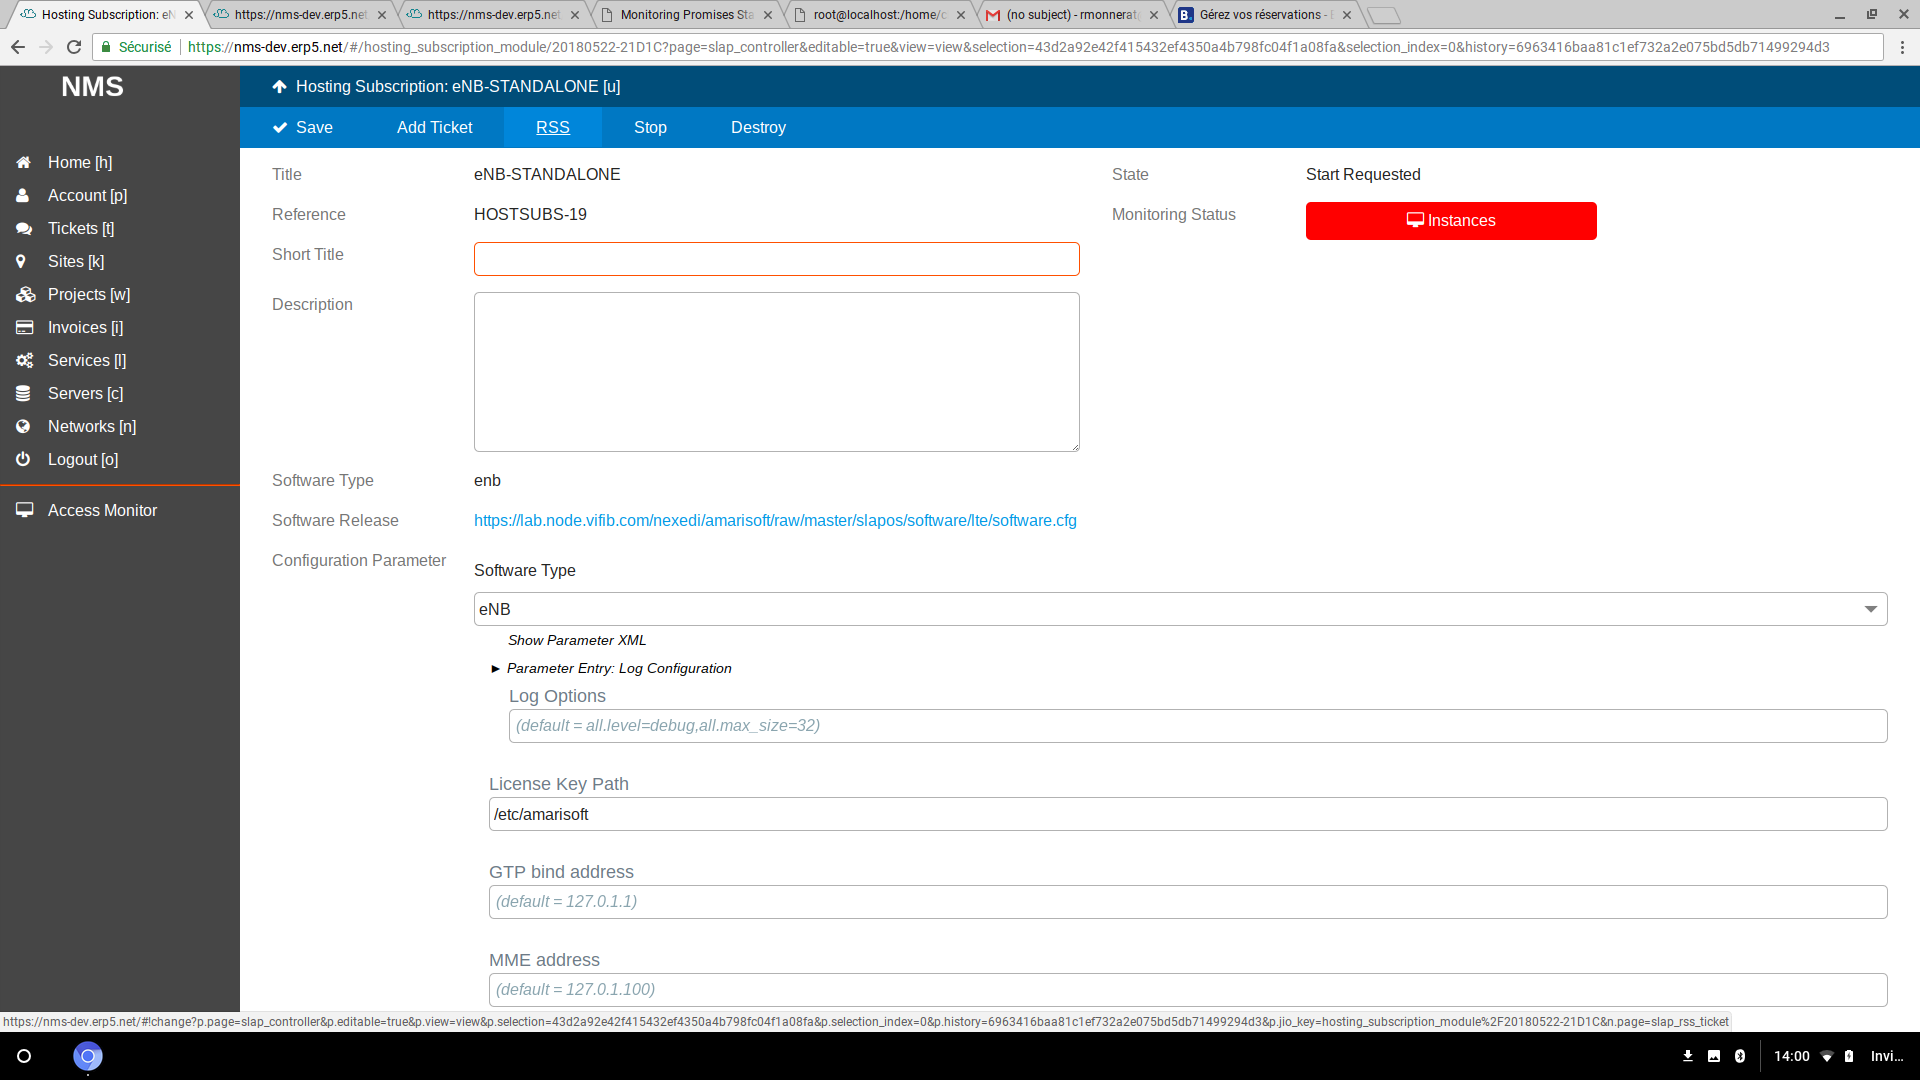 Hosting Subscription: eN
https://nms-dev.erp5.net
https://nms-dev.erp5.net
Monitoring Promises Sta
root@localhost:/home/c
(no subject) - rmonnerat
Gérez vos réservations -
Sécurisé
https://nms-dev.erp5.net/#/hosting_subscription_module/20180522-21D1C?page=slap_controller&editable=true&view=view&selection=43d2a92e42f415432ef4350a4b798fc04f1a08fa&selection_index=0&history=6963416baa81c1ef732a2e075bd5db71499294d3
NMS
Hosting Subscription: eNB-STANDALONE [u]
Save
Add Ticket
RSS
Stop
Destroy
Home [h]
Account [p]
Tickets [t]
Sites [k]
Projects [w]
Invoices [i]
Services [l]
Servers [c]
Networks [n]
Logout [o]
Access Monitor
Title
eNB-STANDALONE
State
Start Requested
Reference
HOSTSUBS-19
Monitoring Status
Instances
Short Title
Description
Software Type
enb
Software Release
https://lab.node.vifib.com/nexedi/amarisoft/raw/master/slapos/software/lte/software.cfg
Configuration Parameter
Software Type
eNB
Show Parameter XML
► Parameter Entry: Log Configuration
Log Options
(default = all.level=debug,all.max_size=32)
License Key Path
/etc/amarisoft
GTP bind address
(default = 127.0.1.1)
MME address
(default = 127.0.1.100)
https://nms-dev.erp5.net/#!change?p.page=slap_controller&p.editable=true&p.view=view&p.selection=43d2a92e42f415432ef4350a4b798fc04f1a08fa&p.selection_index=0&p.history=6963416baa81c1ef732a2e075bd5db71499294d3&p.jio_key=hosting_subscription_module%2F20180522-21D1C&n.page=slap_rss_ticket
14:00
Invi...